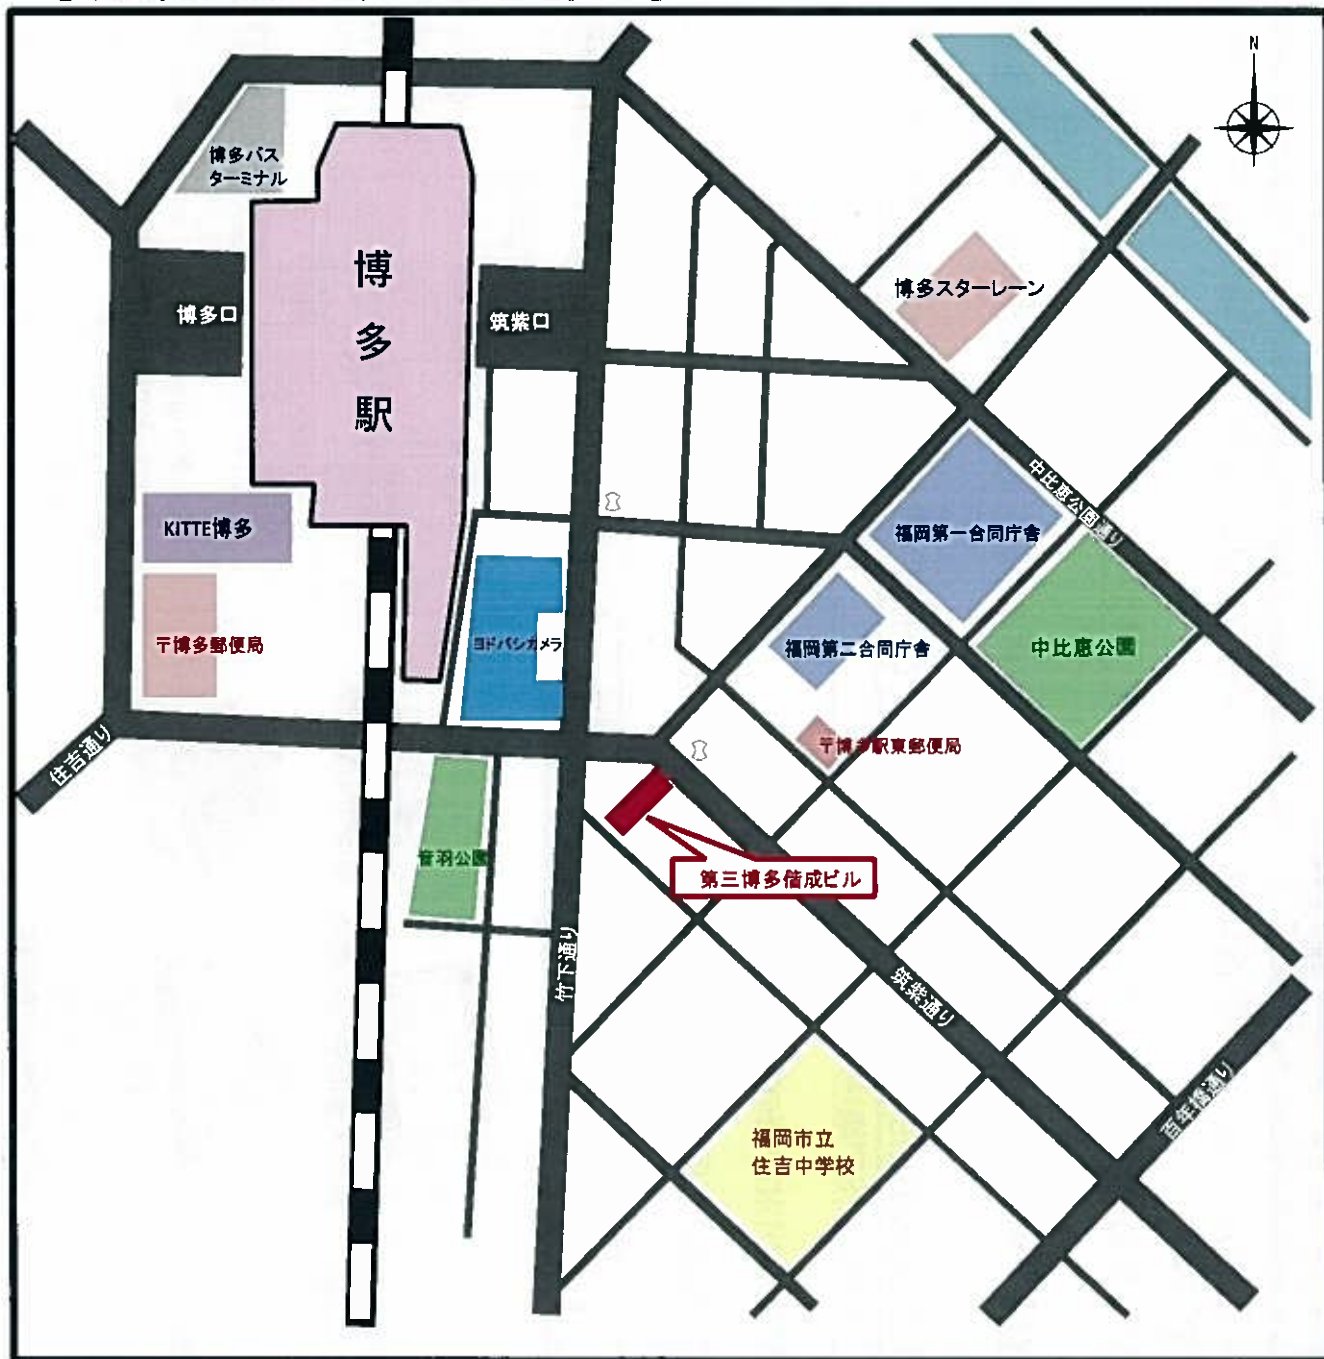 N
博多バス
ターミナル
博多駅
博多口
筑紫口
博多スターレーン
中比恵公園通り
KITTE博多
福岡第一合同庁舎
〒博多郵便局
ヨドバシカメラ
福岡第二合同庁舎
中比恵公園
〒博多駅東郵便局
住吉通り
音羽公園
第三博多偕成ビル
竹下通り
筑紫通り
百年橋通り
福岡市立
住吉中学校